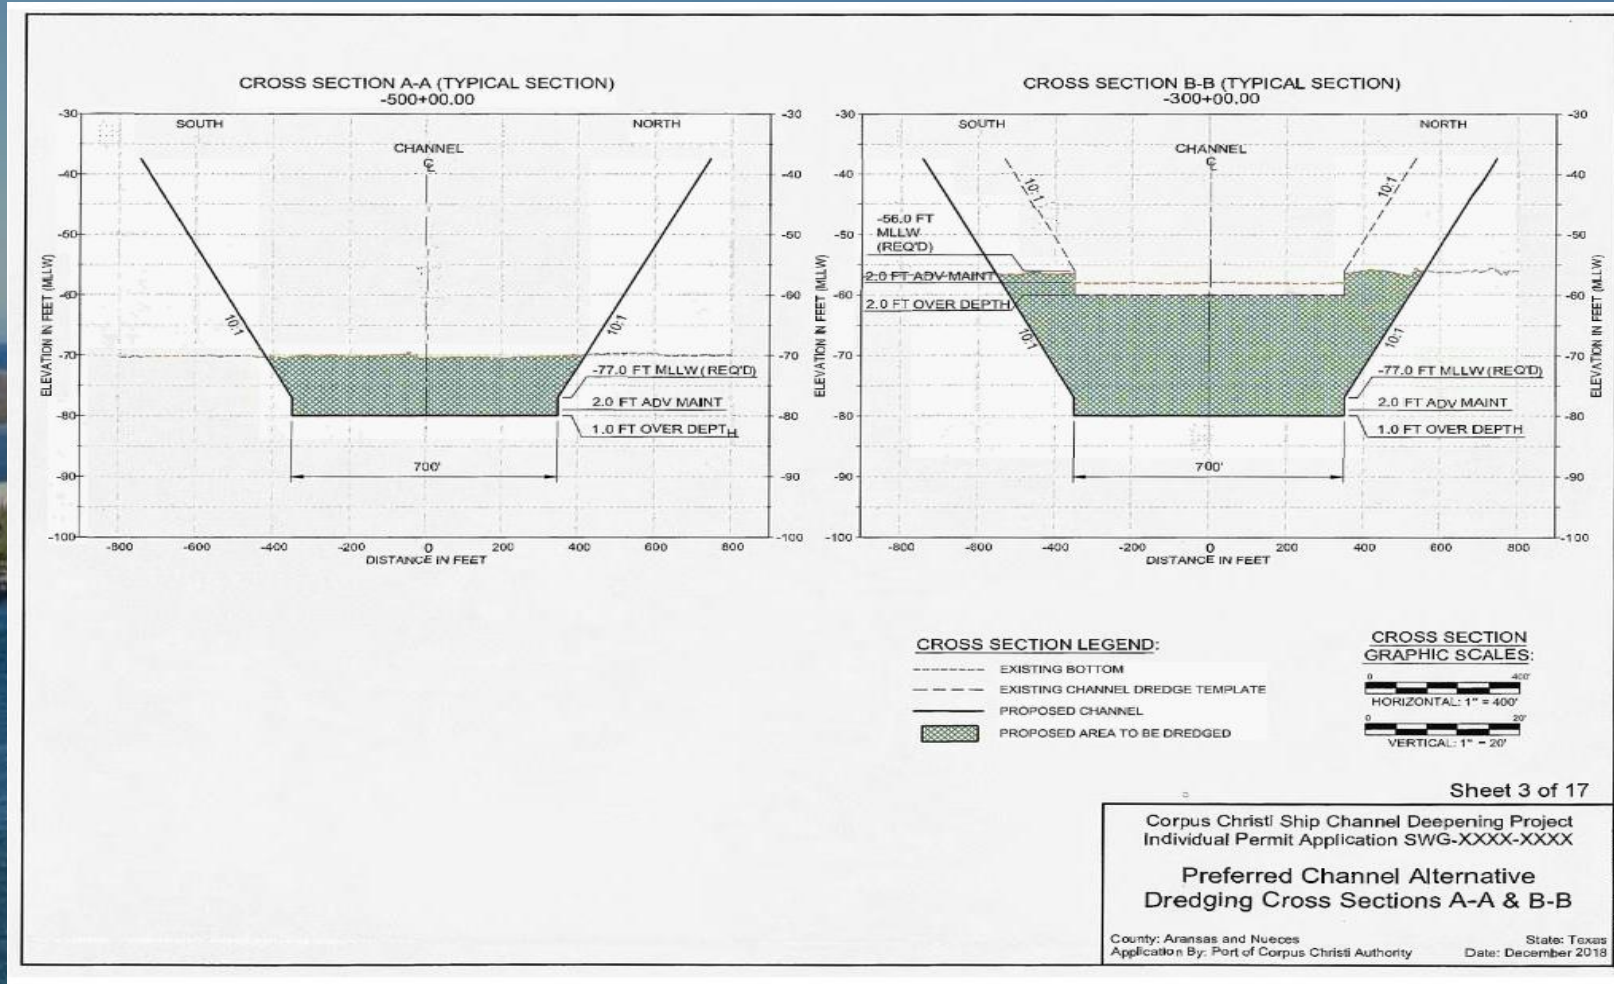 CROSS SECTION A-A (TYPICAL SECTION)
-500+00.00
SOUTH
NORTH
CHANNEL
℄
-30
-40
-50
-60
-70
-80
-90
-100
-30
-40
-50
-60
-70
-80
-90
-100
ELEVATION IN FEET (MLLW)
ELEVATION IN FEET (MLLW)
10:1
10:1
-77.0 FT MLLW (REQ'D)
2.0 FT ADV MAINT
1.0 FT OVER DEPTH
700'
-800 -600 -400 -200 0 200 400 600 800
DISTANCE IN FEET
CROSS SECTION B-B (TYPICAL SECTION)
-300+00.00
SOUTH
NORTH
CHANNEL
℄
-30
-40
-50
-60
-70
-80
-90
-100
-30
-40
-50
-60
-70
-80
-90
-100
ELEVATION IN FEET (MLLW)
10:1
10:1
-56.0 FT
MLLW
(REQ'D)
2.0 FT ADV MAINT
2.0 FT OVER DEPTH
10:1
10:1
-77.0 FT MLLW (REQ'D)
2.0 FT ADV MAINT
1.0 FT OVER DEPTH
700'
-800 -600 -400 -200 0 200 400 600 800
DISTANCE IN FEET
CROSS SECTION LEGEND:
EXISTING BOTTOM
EXISTING CHANNEL DREDGE TEMPLATE
PROPOSED CHANNEL
PROPOSED AREA TO BE DREDGED
CROSS SECTION
GRAPHIC SCALES:
0 400'
HORIZONTAL: 1" = 400'
0 20'
VERTICAL: 1" = 20'
Sheet 3 of 17
Corpus Christi Ship Channel Deepening Project
Individual Permit Application SWG-XXXX-XXXX
Preferred Channel Alternative
Dredging Cross Sections A-A & B-B
County: Aransas and Nueces
State: Texas
Application By: Port of Corpus Christi Authority
Date: December 2018